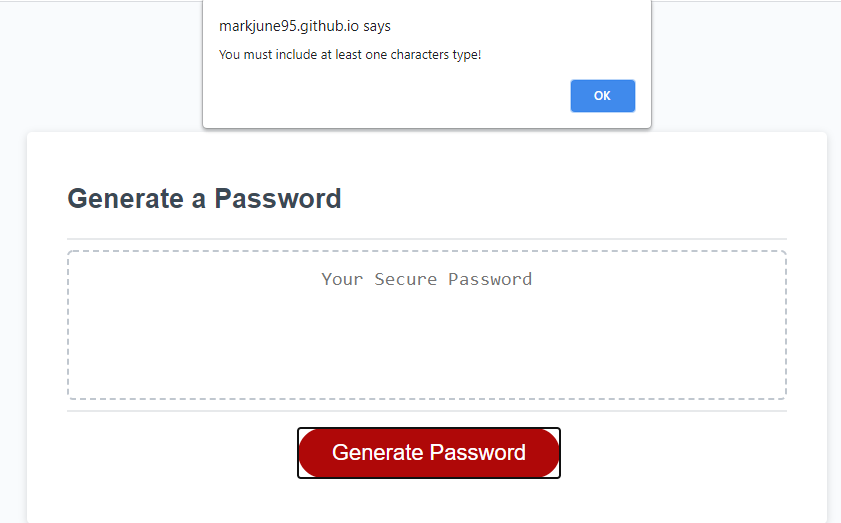 markjune95.github.io says
You must include at least one characters type!
OK
Generate a Password
Your Secure Password
Generate Password